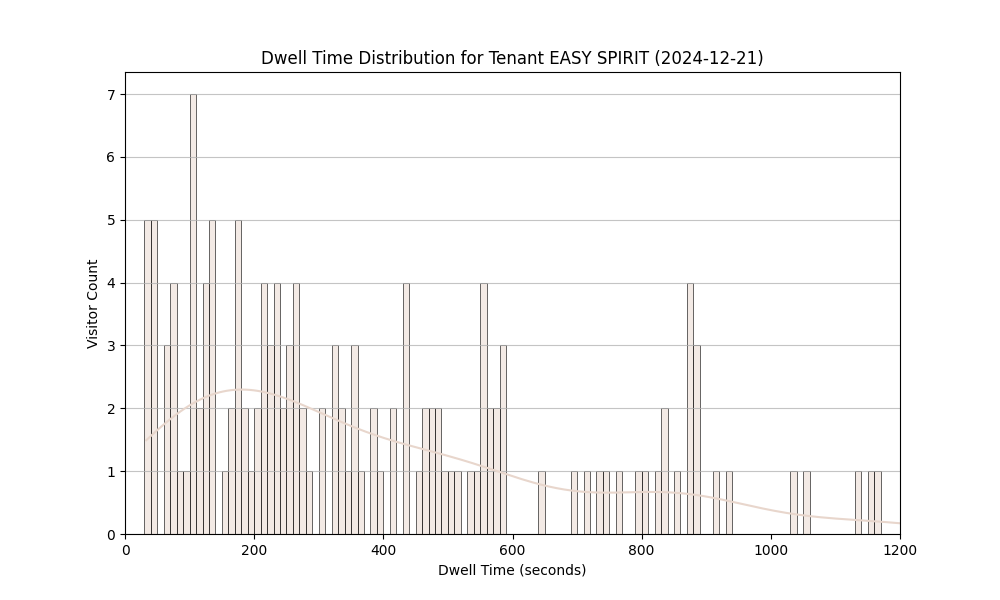 Dwell Time Distribution for Tenant EASY SPIRIT (2024-12-21)
Visitor Count
7
6
5
4
3
2
1
0
0 200 400 600 800 1000 1200
Dwell Time (seconds)